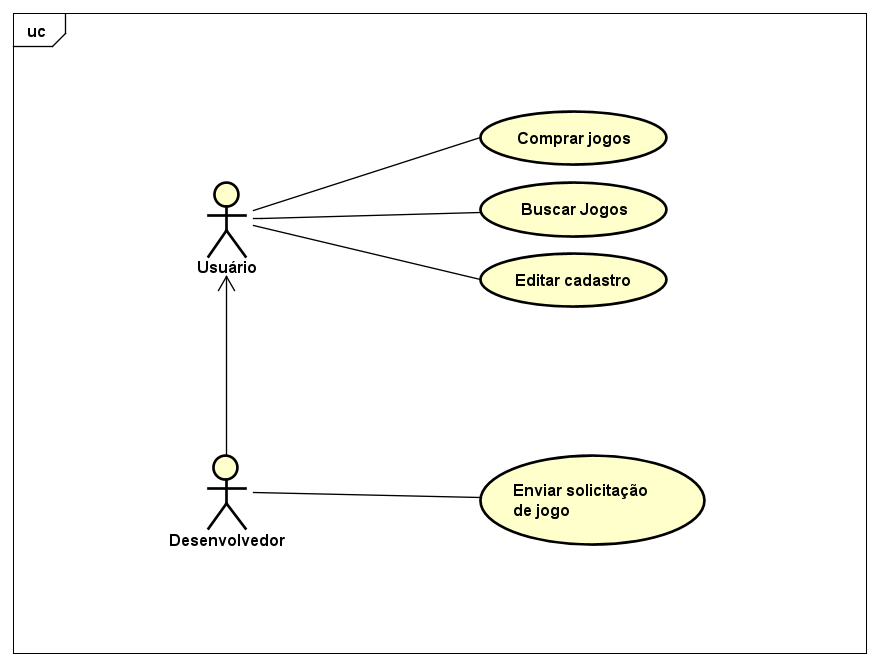 uc
Comprar jogos
Buscar Jogos
Usuário
Editar cadastro
Enviar solicitação
de jogo
Desenvolvedor